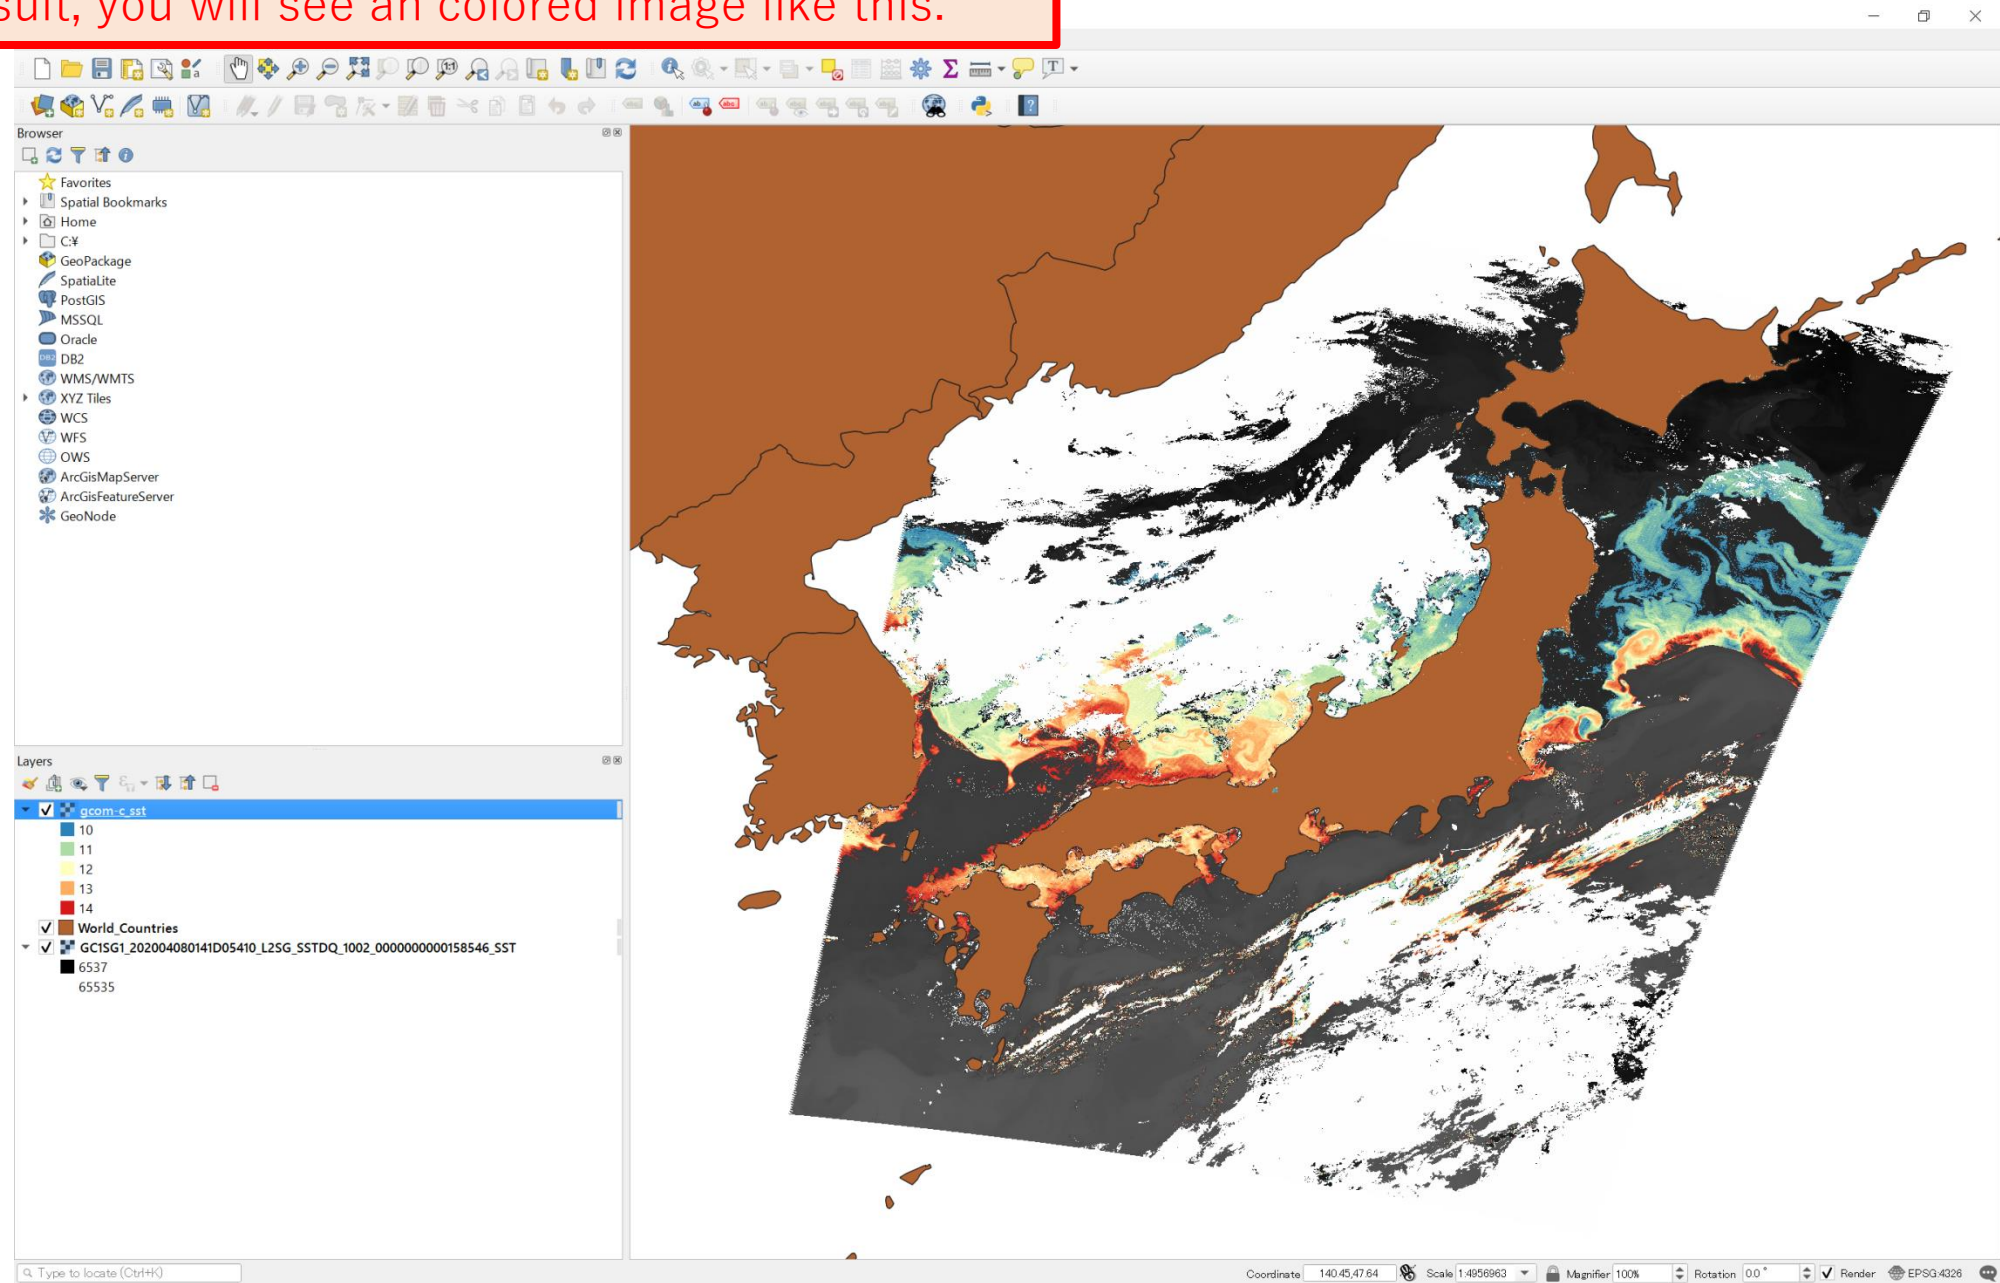 sult, you will see an colored image like this.
Browser
Favorites
Spatial Bookmarks
Home
C:¥
GeoPackage
SpatiaLite
PostGIS
MSSQL
Oracle
DB2
WMS/WMTS
XYZ Tiles
WCS
WFS
OWS
ArcGisMapServer
ArcGisFeatureServer
GeoNode
Layers
gcom-c_sst
10
11
12
13
14
World_Countries
GC1SG1_202004080141D05410_L2SG_SSTDQ_1002_0000000000158546_SST
6537
65535
Type to locate (Ctrl+K)
Coordinate 140.45,47.64 Scale 1:4956963 Magnifier 100% Rotation 0.0 ° Render EPSG:4326